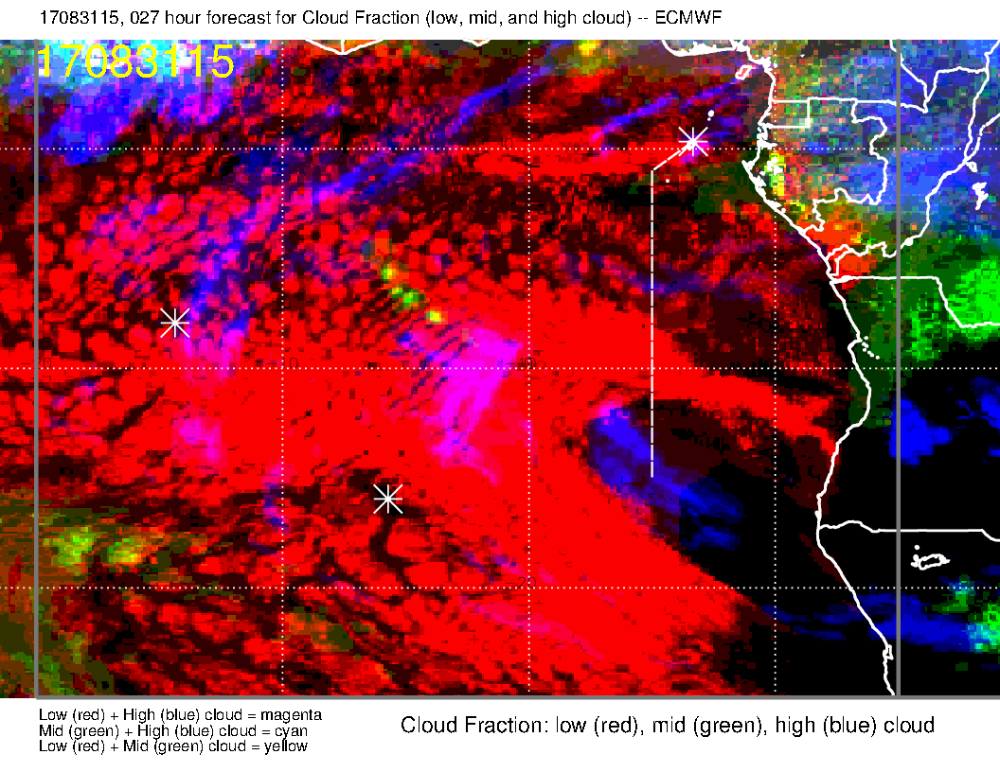 17083115, 027 hour forecast for Cloud Fraction (low, mid, and high cloud) -- ECMWF
17083115
Low (red) + High (blue) cloud = magenta
Mid (green) + High (blue) cloud = cyan
Low (red) + Mid (green) cloud = yellow
Cloud Fraction: low (red), mid (green), high (blue) cloud